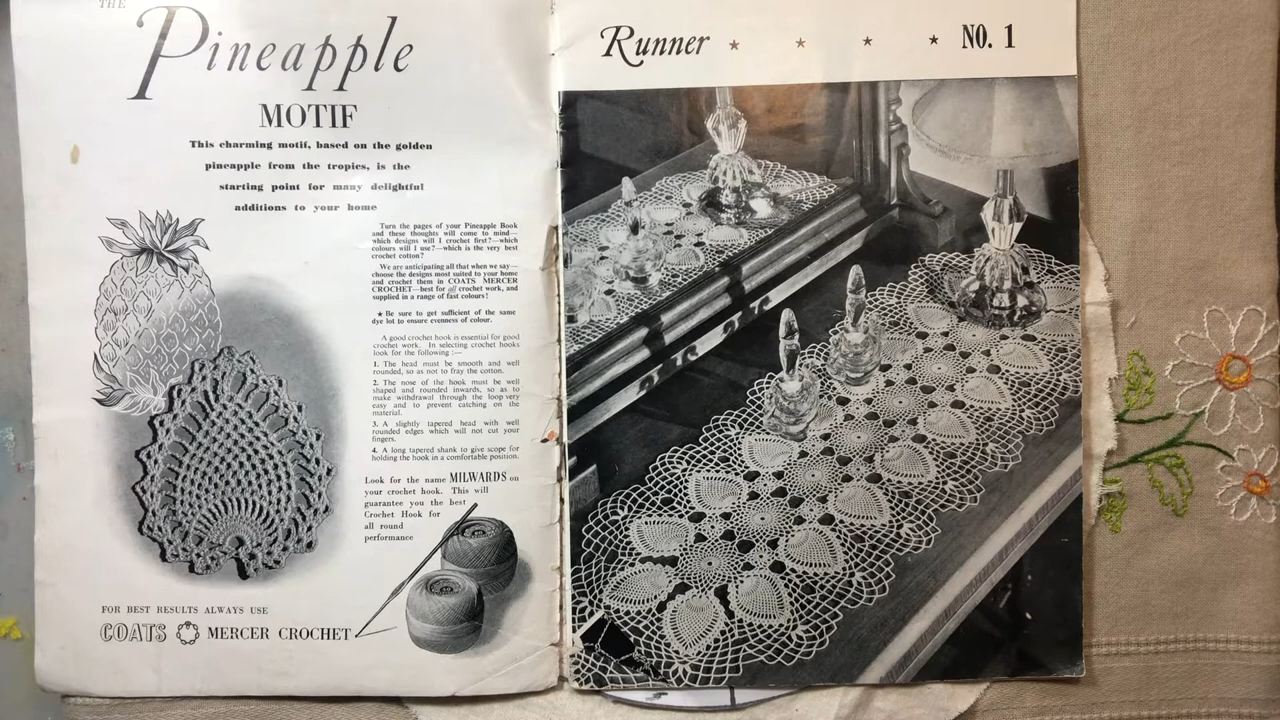 THE
Pineapple
MOTIF
This charming motif, based on the golden
pineapple from the tropics, is the
starting point for many delightful
additions to your home
Turn the pages of your Pineapple Book
and these thoughts will come to mind—
which designs will I crochet first?—which
colours will I use?—which is the very best
crochet cotton?
We are anticipating all that when we say—
choose the designs most suited to your home
and crochet them in COATS MERCER
CROCHET—best for all crochet work, and
supplied in a range of fast colours!
★ Be sure to get sufficient of the same
dye lot to ensure evenness of colour.
A good crochet hook is essential for good
crochet work. In selecting crochet hooks
look for the following :—
1. The head must be smooth and well
rounded, so as not to fray the cotton.
2. The nose of the hook must be well
shaped and rounded inwards, so as to
make withdrawal through the loop very
easy and to prevent catching on the
material.
3. A slightly tapered head with well
rounded edges which will not cut your
fingers.
4. A long tapered shank to give scope for
holding the hook in a comfortable position.
Look for the name MILWARDS on
your crochet hook. This will
guarantee you the best
Crochet Hook for
all round
performance
FOR BEST RESULTS ALWAYS USE
COATS MERCER CROCHET
Runner ★ ★ ★ ★ NO. 1